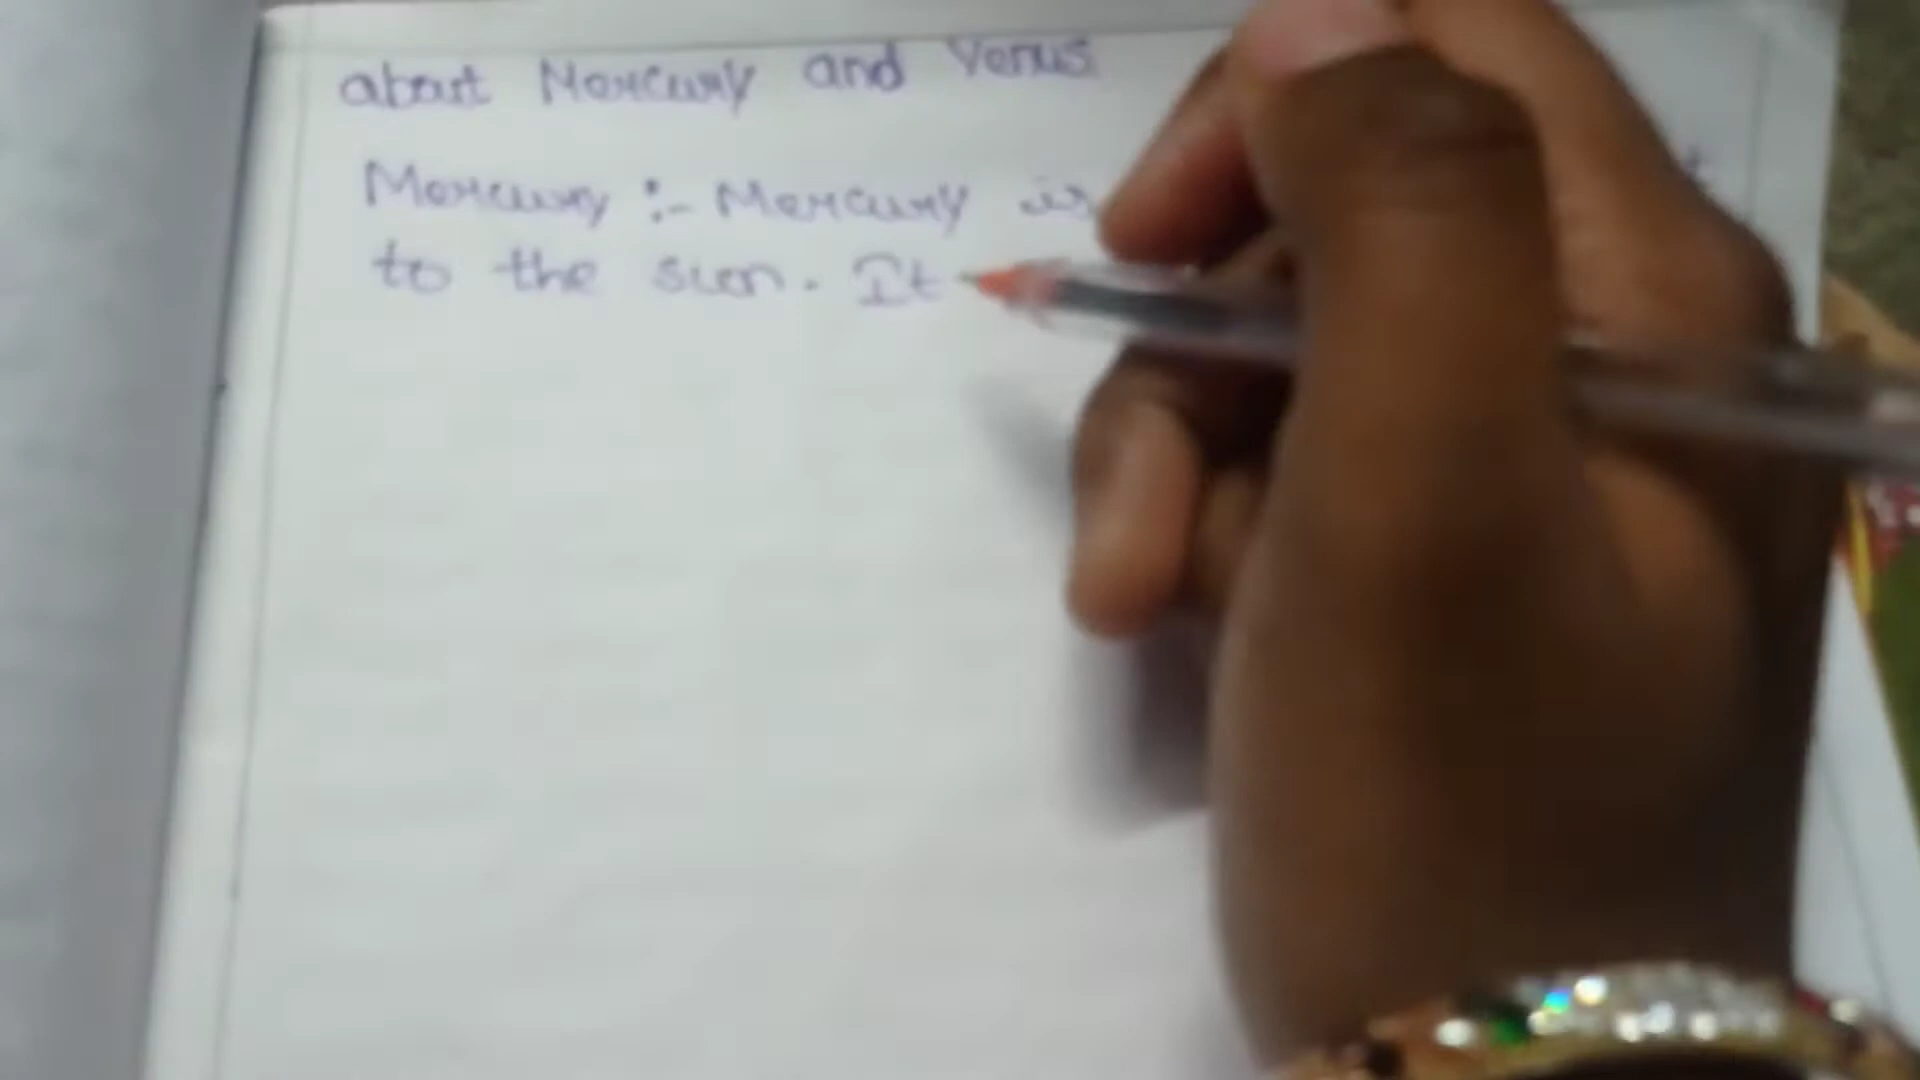 about Mercury and Venus
Mercury :- Mercury is
to the sun. It